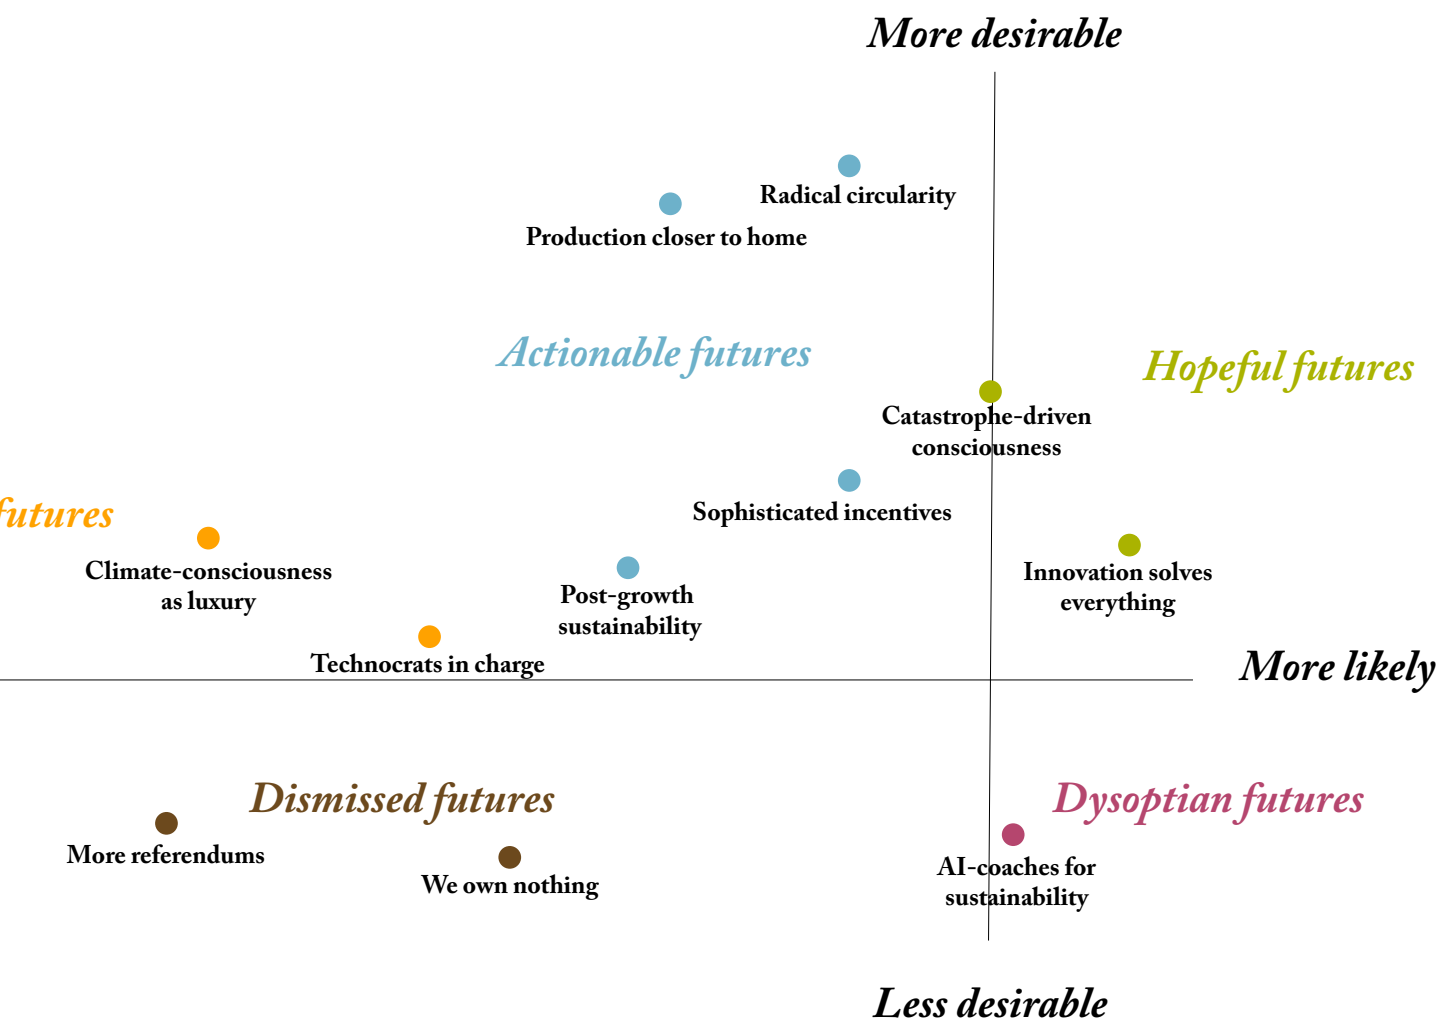 More desirable
Radical circularity
Production closer to home
Actionable futures
Hopeful futures
Catastrophe-driven
consciousness
futures
Sophisticated incentives
Climate-consciousness
as luxury
Innovation solves
everything
Post-growth
sustainability
Technocrats in charge
More likely
Dismissed futures
Dysoptian futures
More referendums
We own nothing
AI-coaches for
sustainability
Less desirable